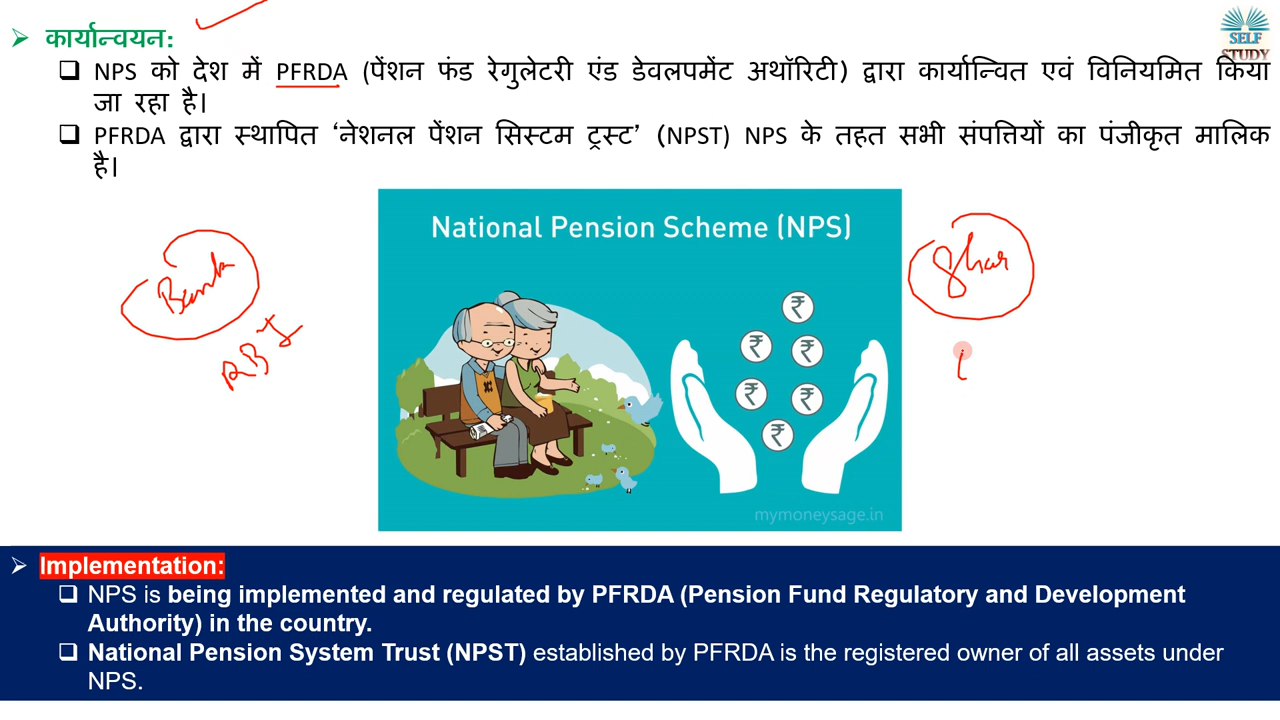 कार्यान्वयन:
NPS को देश में PFRDA (पेंशन फंड रेगुलेटरी एंड डेवलपमेंट अथॉरिटी) द्वारा कार्यान्वित एवं विनियमित किया
जा रहा है।
PFRDA द्वारा स्थापित ‘नेशनल पेंशन सिस्टम ट्रस्ट’ (NPST) NPS के तहत सभी संपत्तियों का पंजीकृत मालिक
है।
SELF
STUDY
National Pension Scheme (NPS)
Bank
RBI
Shar
₹
₹ ₹
₹ ₹
₹
mymoneysage.in
Implementation:
NPS is being implemented and regulated by PFRDA (Pension Fund Regulatory and Development
Authority) in the country.
National Pension System Trust (NPST) established by PFRDA is the registered owner of all assets under
NPS.